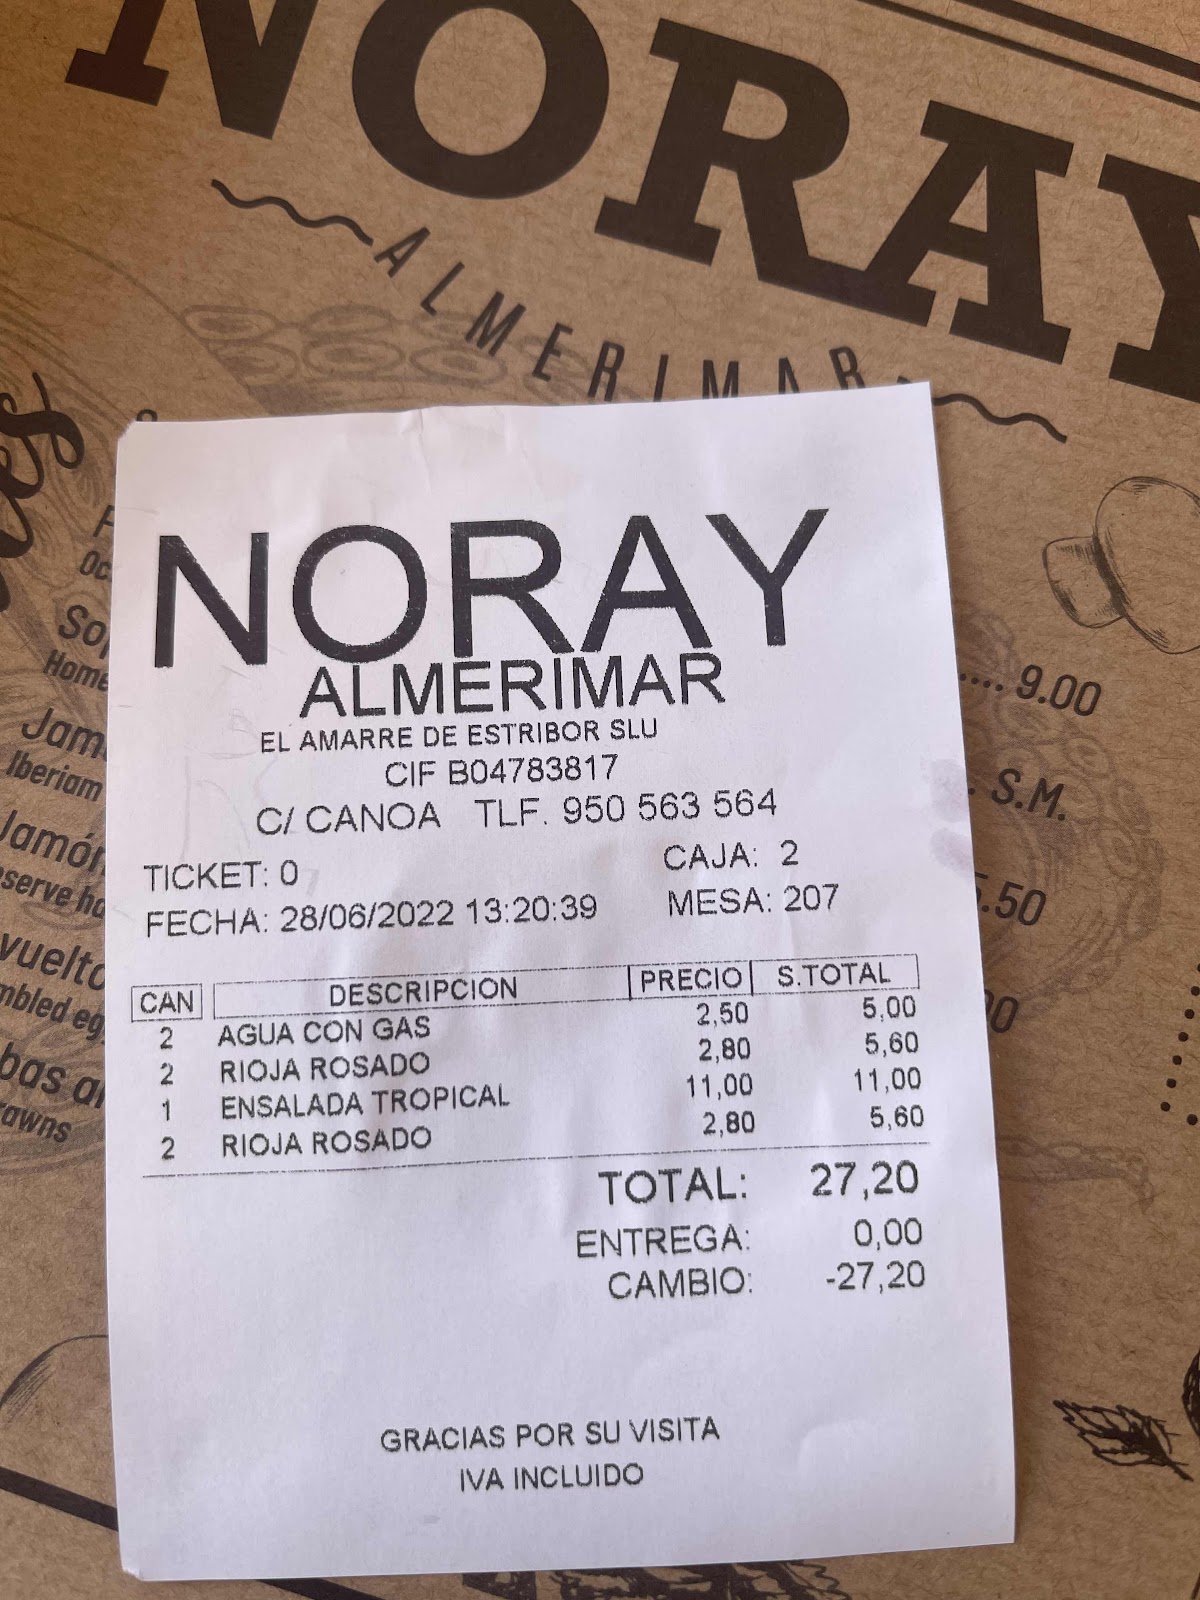 NORAY
ALMERIMAR
NORAY
ALMERIMAR
EL AMARRE DE ESTRIBOR SLU
CIF B04783817
C/ CANOA TLF. 950 563 564
TICKET: 0 CAJA: 2
FECHA: 28/06/2022 13:20:39 MESA: 207
CAN DESCRIPCION PRECIO S.TOTAL
2 AGUA CON GAS 2,50 5,00
2 RIOJA ROSADO 2,80 5,60
1 ENSALADA TROPICAL 11,00 11,00
2 RIOJA ROSADO 2,80 5,60
TOTAL: 27,20
ENTREGA: 0,00
CAMBIO: -27,20
GRACIAS POR SU VISITA
IVA INCLUIDO
Iberiam
..... 9.00
. S.M.
.50